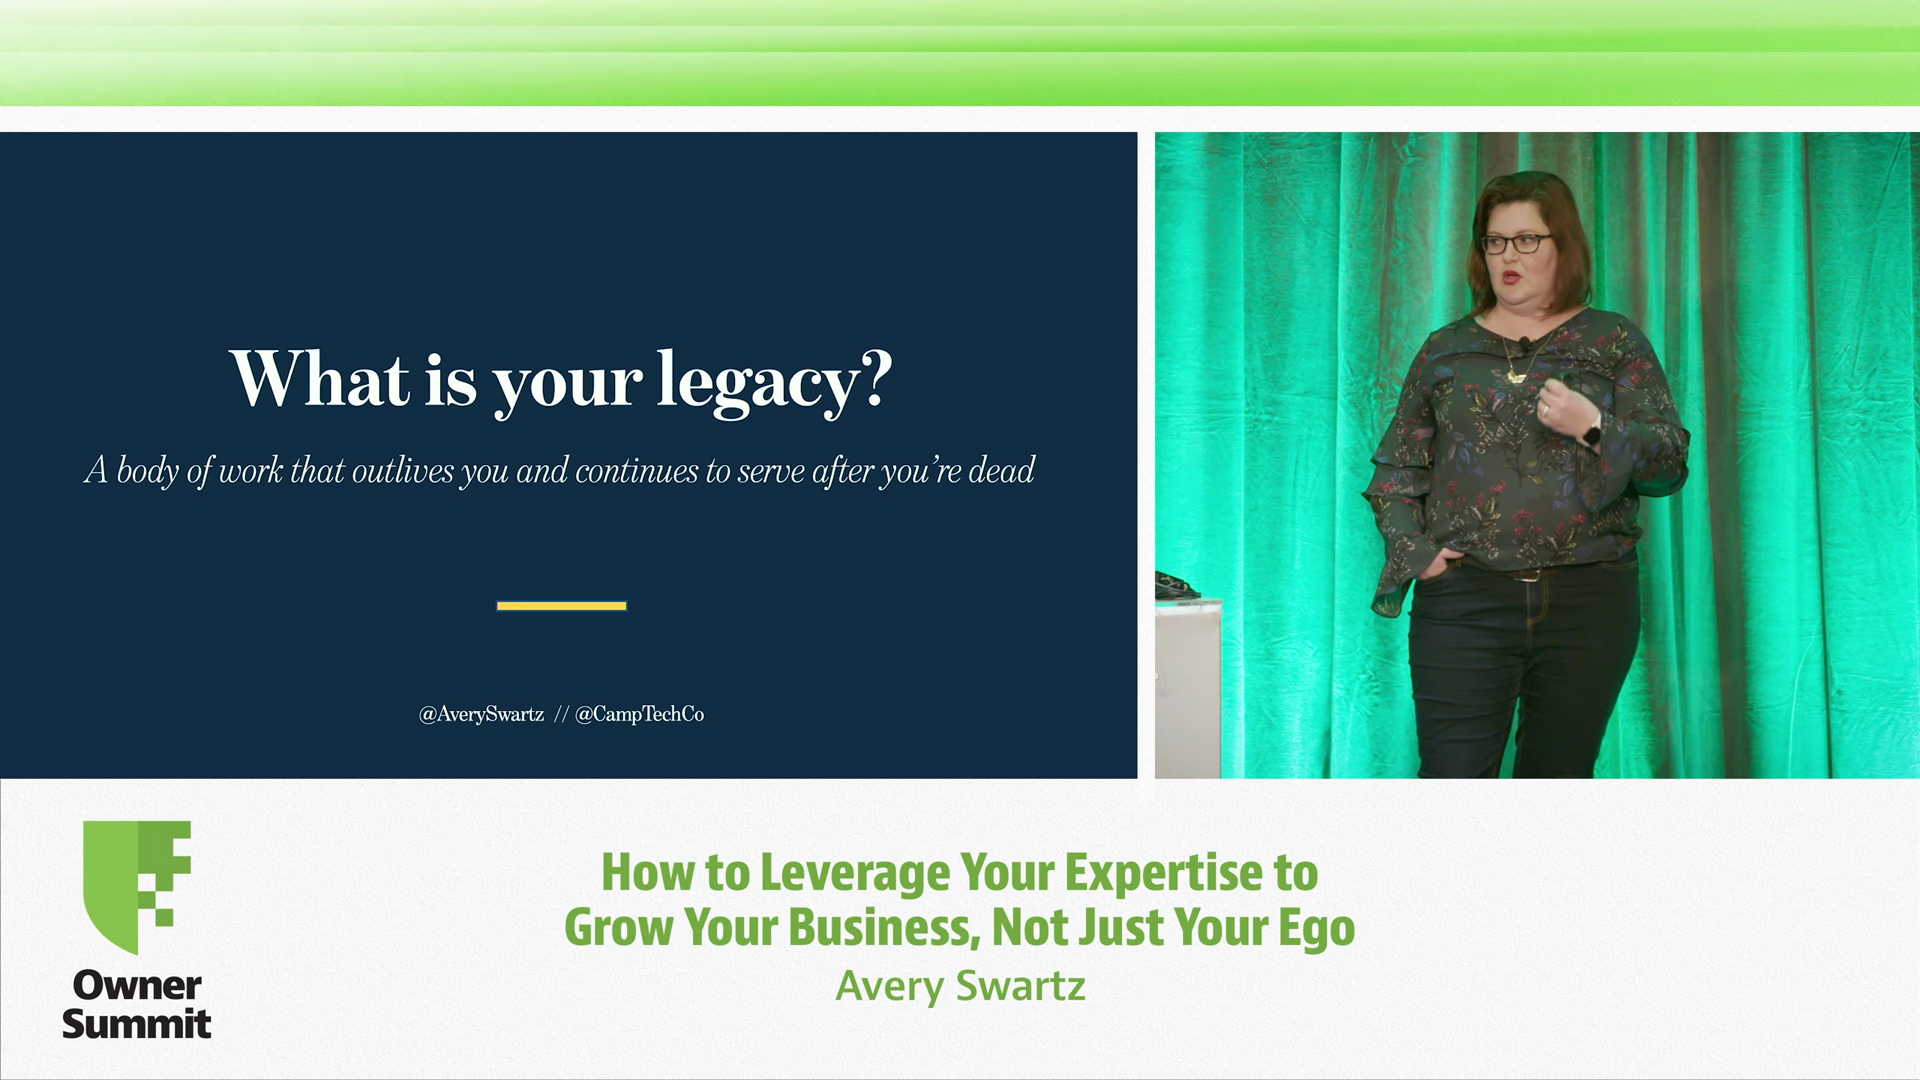 What is your legacy?
A body of work that outlives you and continues to serve after you’re dead
@AverySwartz // @CampTechCo
Owner
Summit
How to Leverage Your Expertise to
Grow Your Business, Not Just Your Ego
Avery Swartz